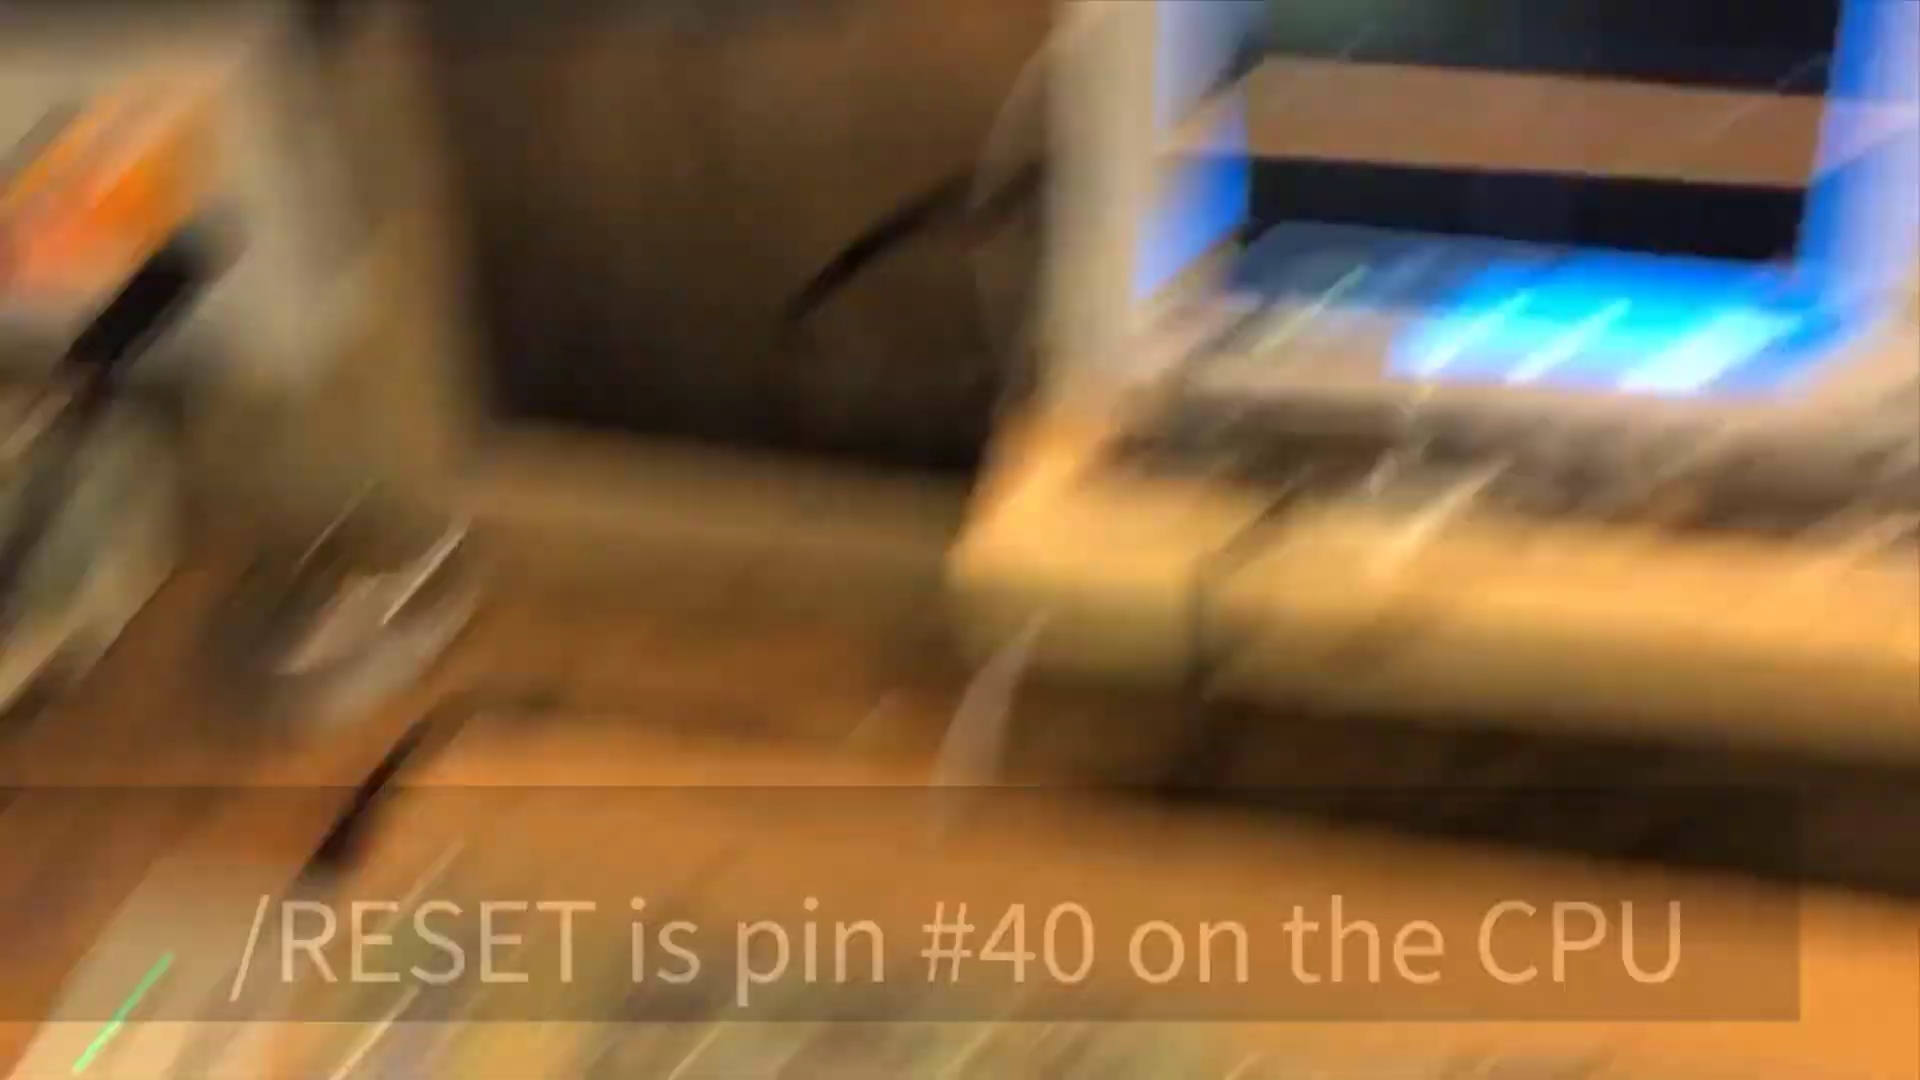 /RESET is pin #40 on the CPU